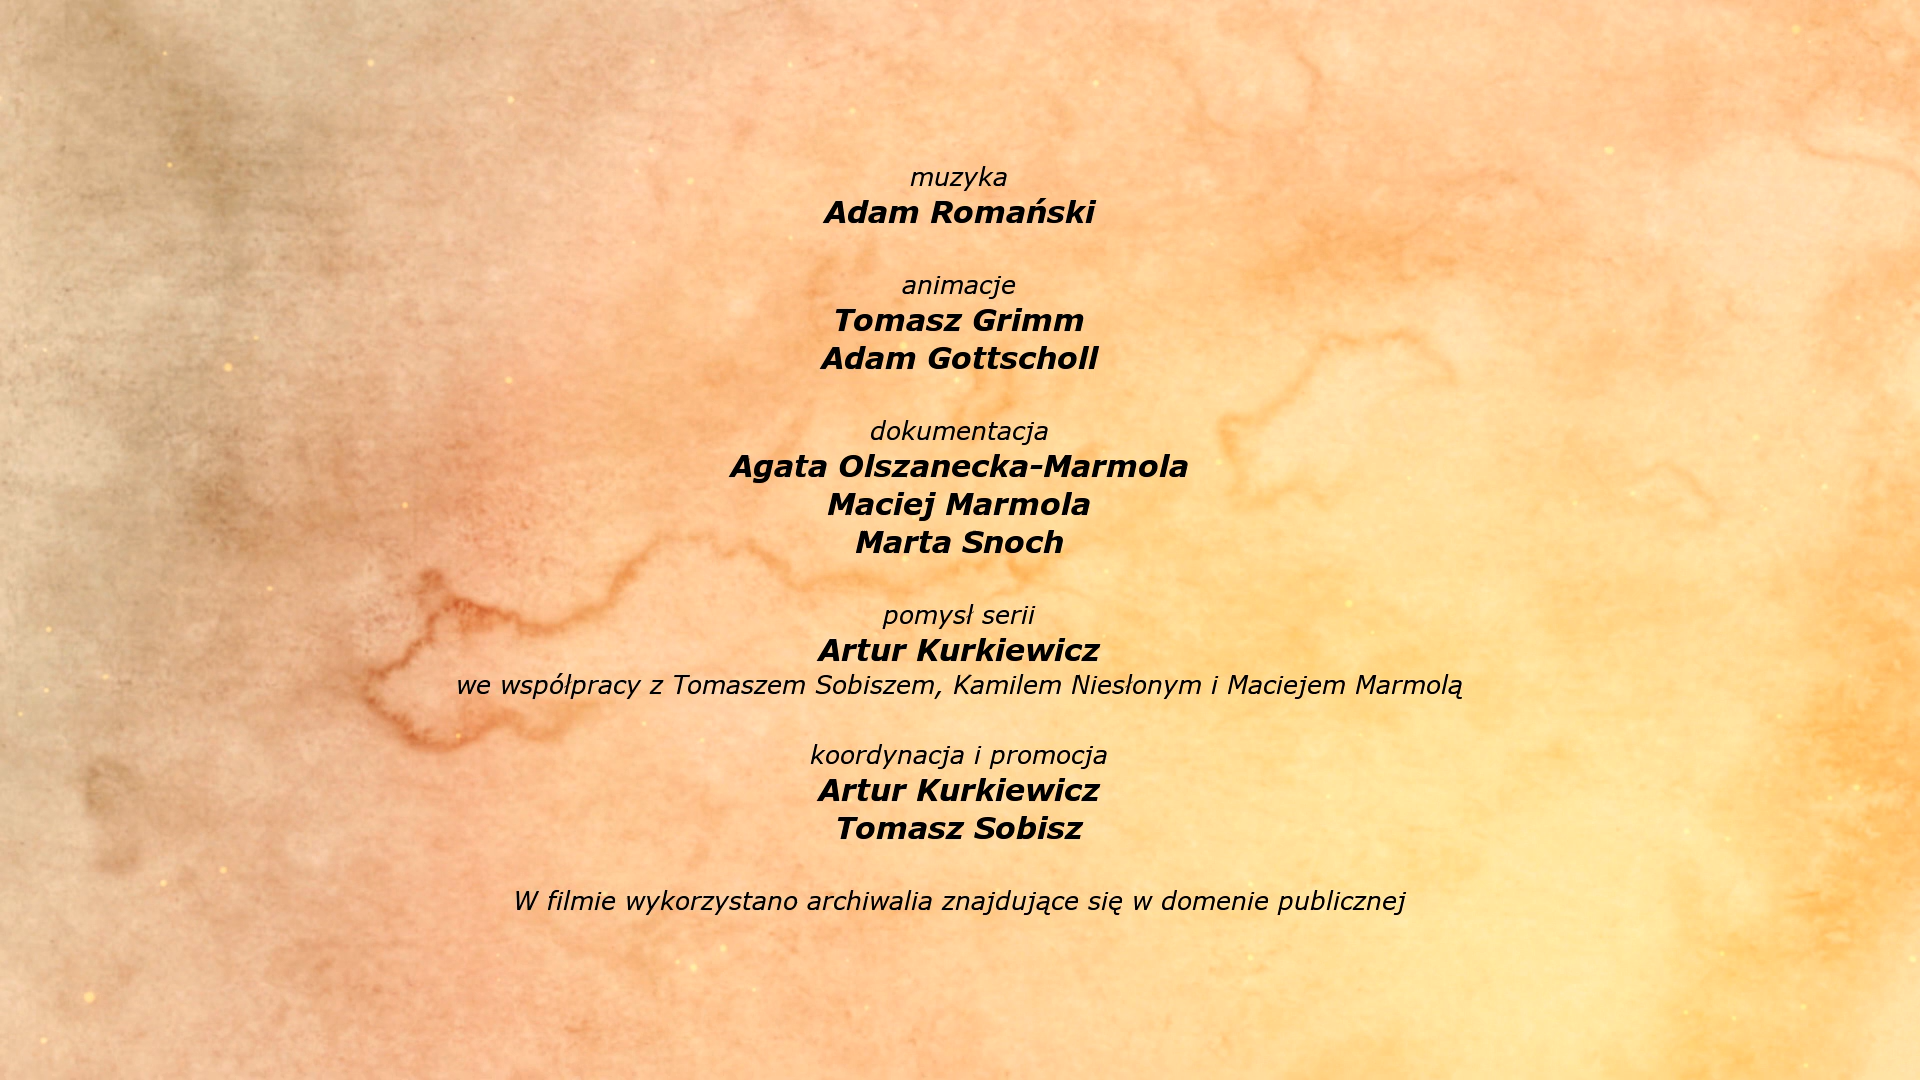 muzyka
Adam Romański
animacje
Tomasz Grimm
Adam Gottscholl
dokumentacja
Agata Olszanecka-Marmola
Maciej Marmola
Marta Snoch
pomysł serii
Artur Kurkiewicz
we współpracy z Tomaszem Sobiszem, Kamilem Niesłonym i Maciejem Marmolą
koordynacja i promocja
Artur Kurkiewicz
Tomasz Sobisz
W filmie wykorzystano archiwalia znajdujące się w domenie publicznej